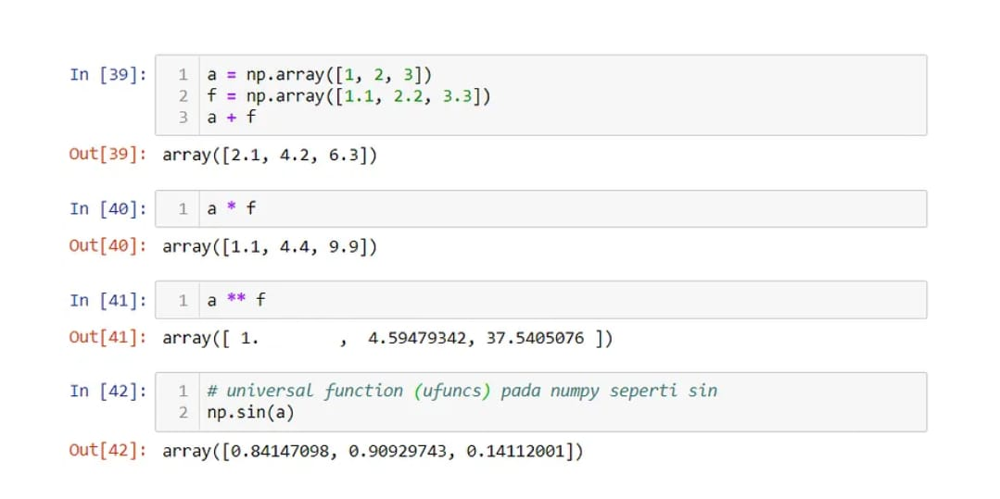 In [39]: 1 a = np.array([1, 2, 3])
2 f = np.array([1.1, 2.2, 3.3])
3 a + f
Out[39]: array([2.1, 4.2, 6.3])
In [40]: 1 a * f
Out[40]: array([1.1, 4.4, 9.9])
In [41]: 1 a ** f
Out[41]: array([ 1.        ,  4.59479342, 37.5405076 ])
In [42]: 1 # universal function (ufuncs) pada numpy seperti sin
2 np.sin(a)
Out[42]: array([0.84147098, 0.90929743, 0.14112001])